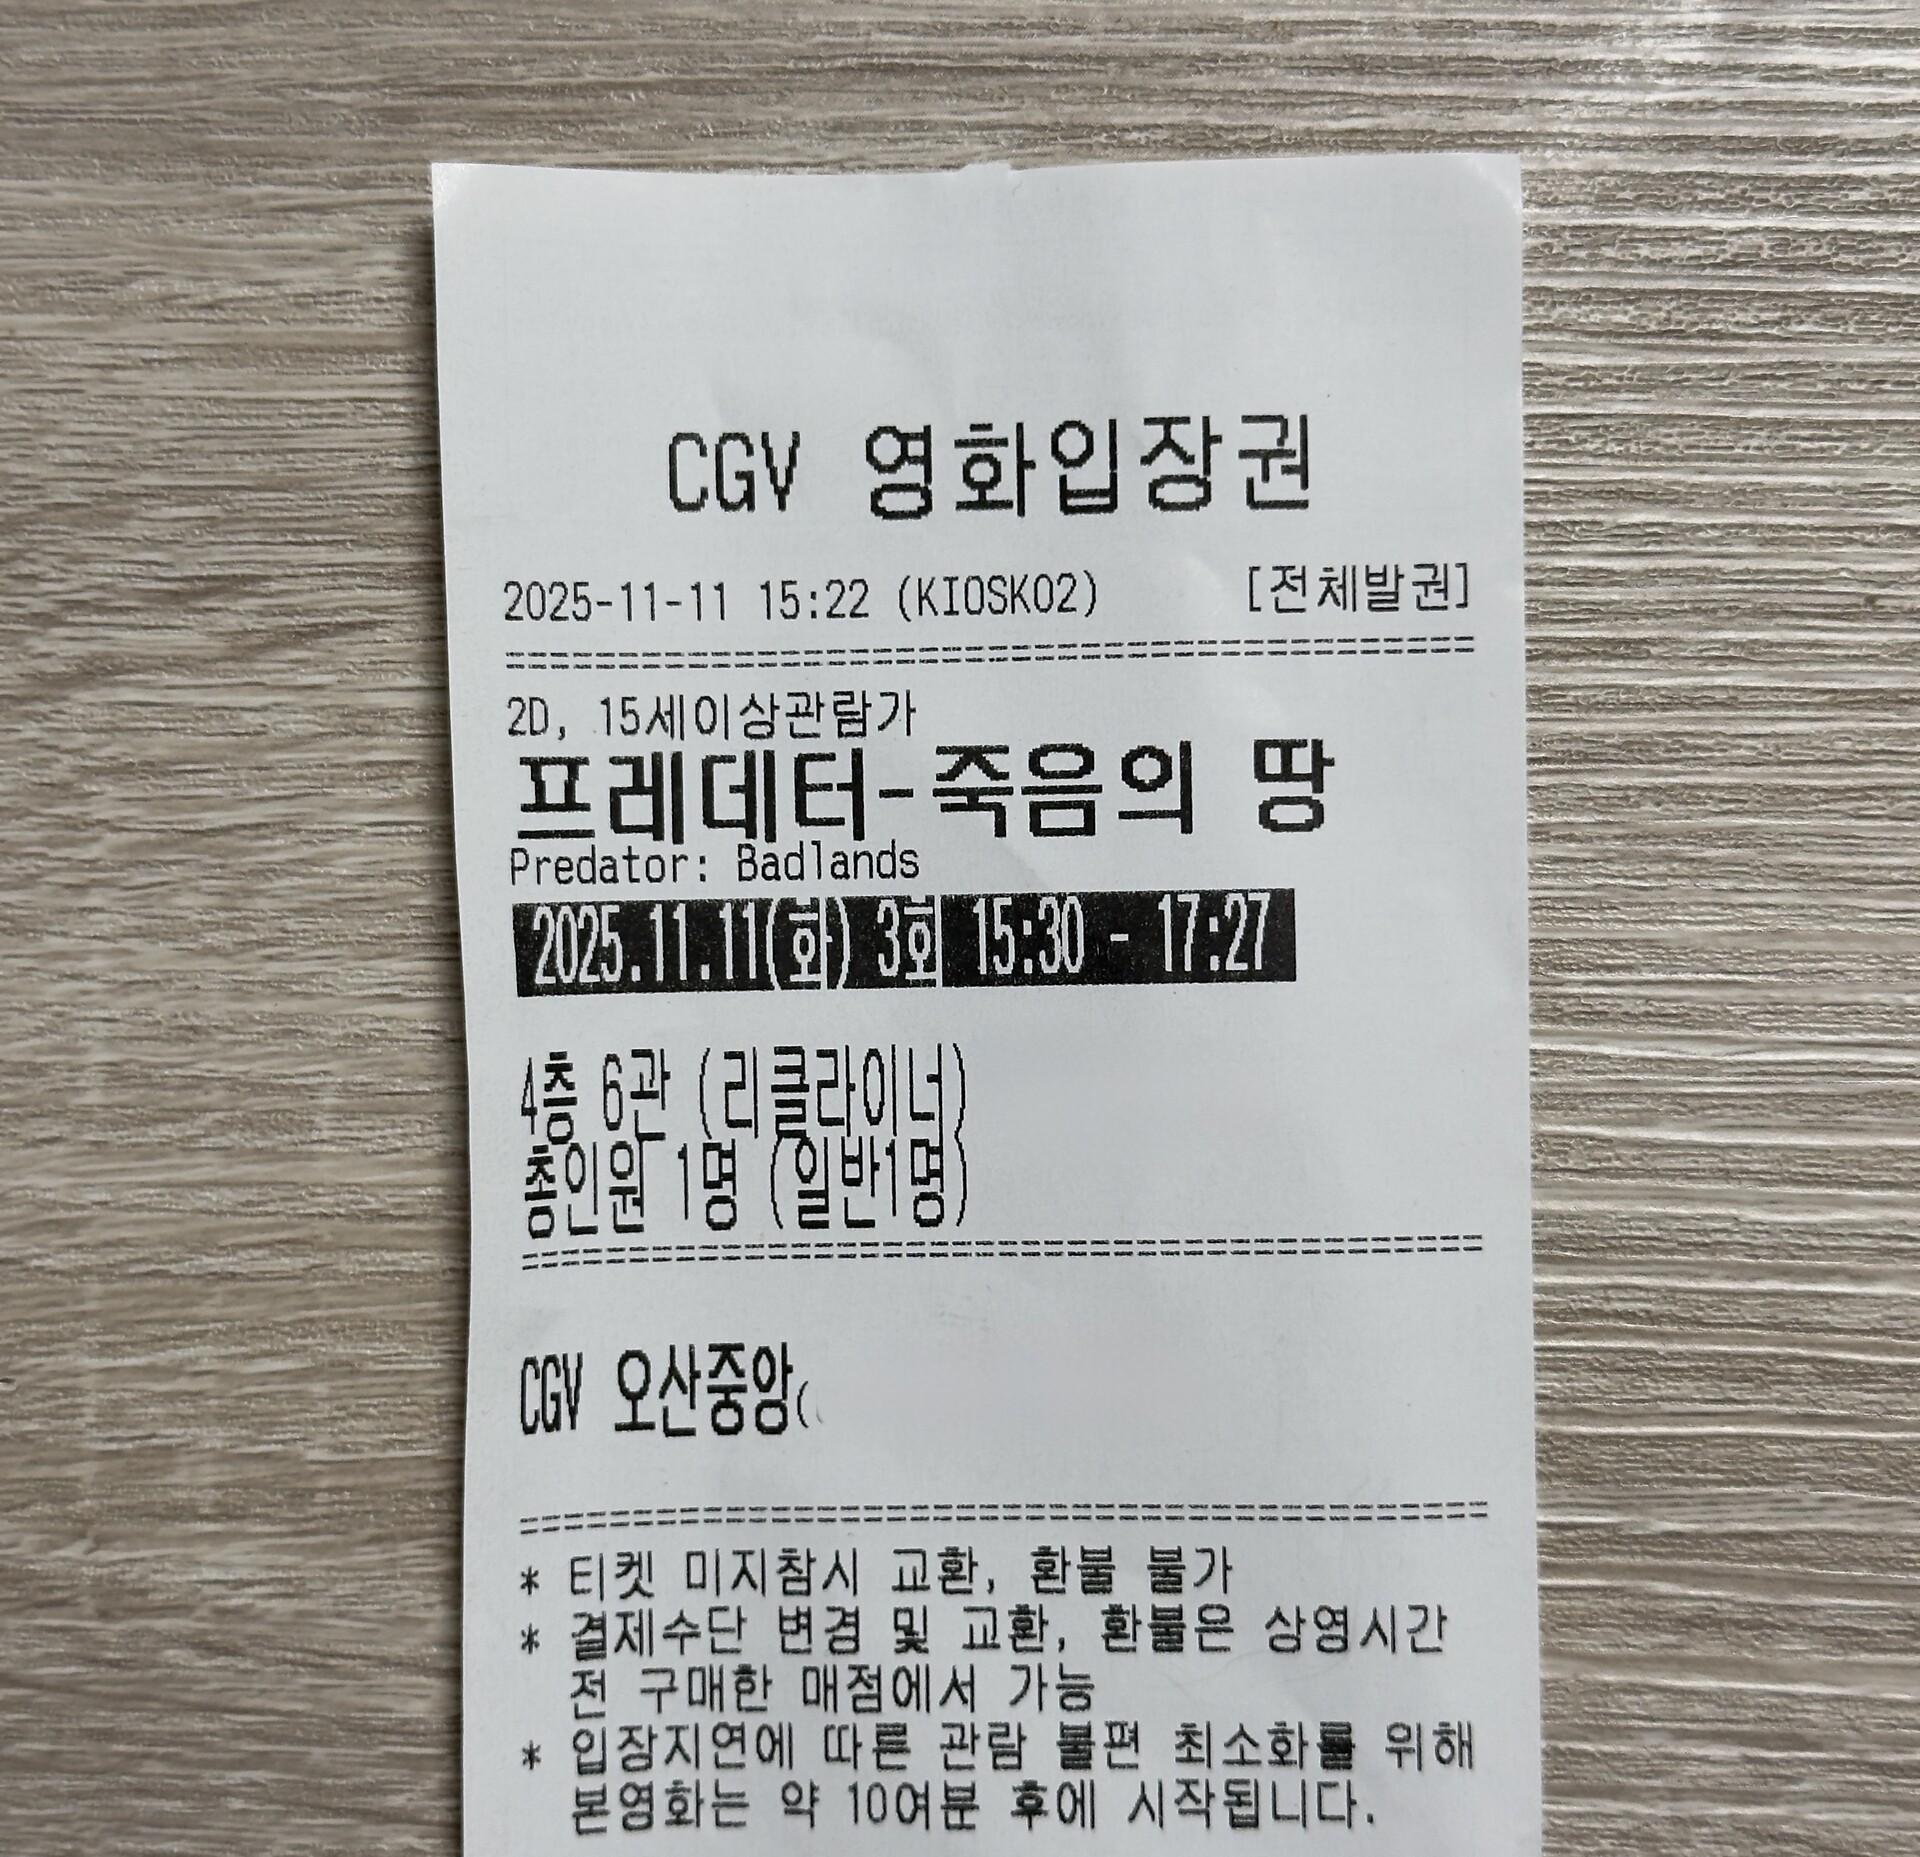 CGV 영화입장권
2025-11-11 15:22 (KIOSK02) [전체발권]
2D, 15세이상관람가
프레데터-죽음의 땅
Predator: Badlands
2025.11.11(화) 3회 15:30 - 17:27
4층 6관 (리클라이너)
총인원 1명 (일반1명)
CGV 오산중앙(
* 티켓 미지참시 교환, 환불 불가
* 결제수단 변경 및 교환, 환불은 상영시간
전 구매한 매점에서 가능
* 입장지연에 따른 관람 불편 최소화를 위해
본영화는 약 10여분 후에 시작됩니다.